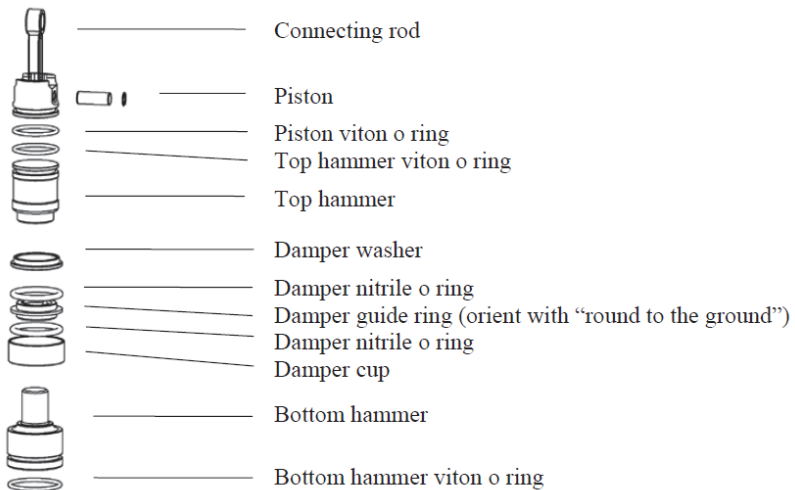 Connecting rod
Piston
Piston viton o ring
Top hammer viton o ring
Top hammer
Damper washer
Damper nitrile o ring
Damper guide ring (orient with “round to the ground”)
Damper nitrile o ring
Damper cup
Bottom hammer
Bottom hammer viton o ring